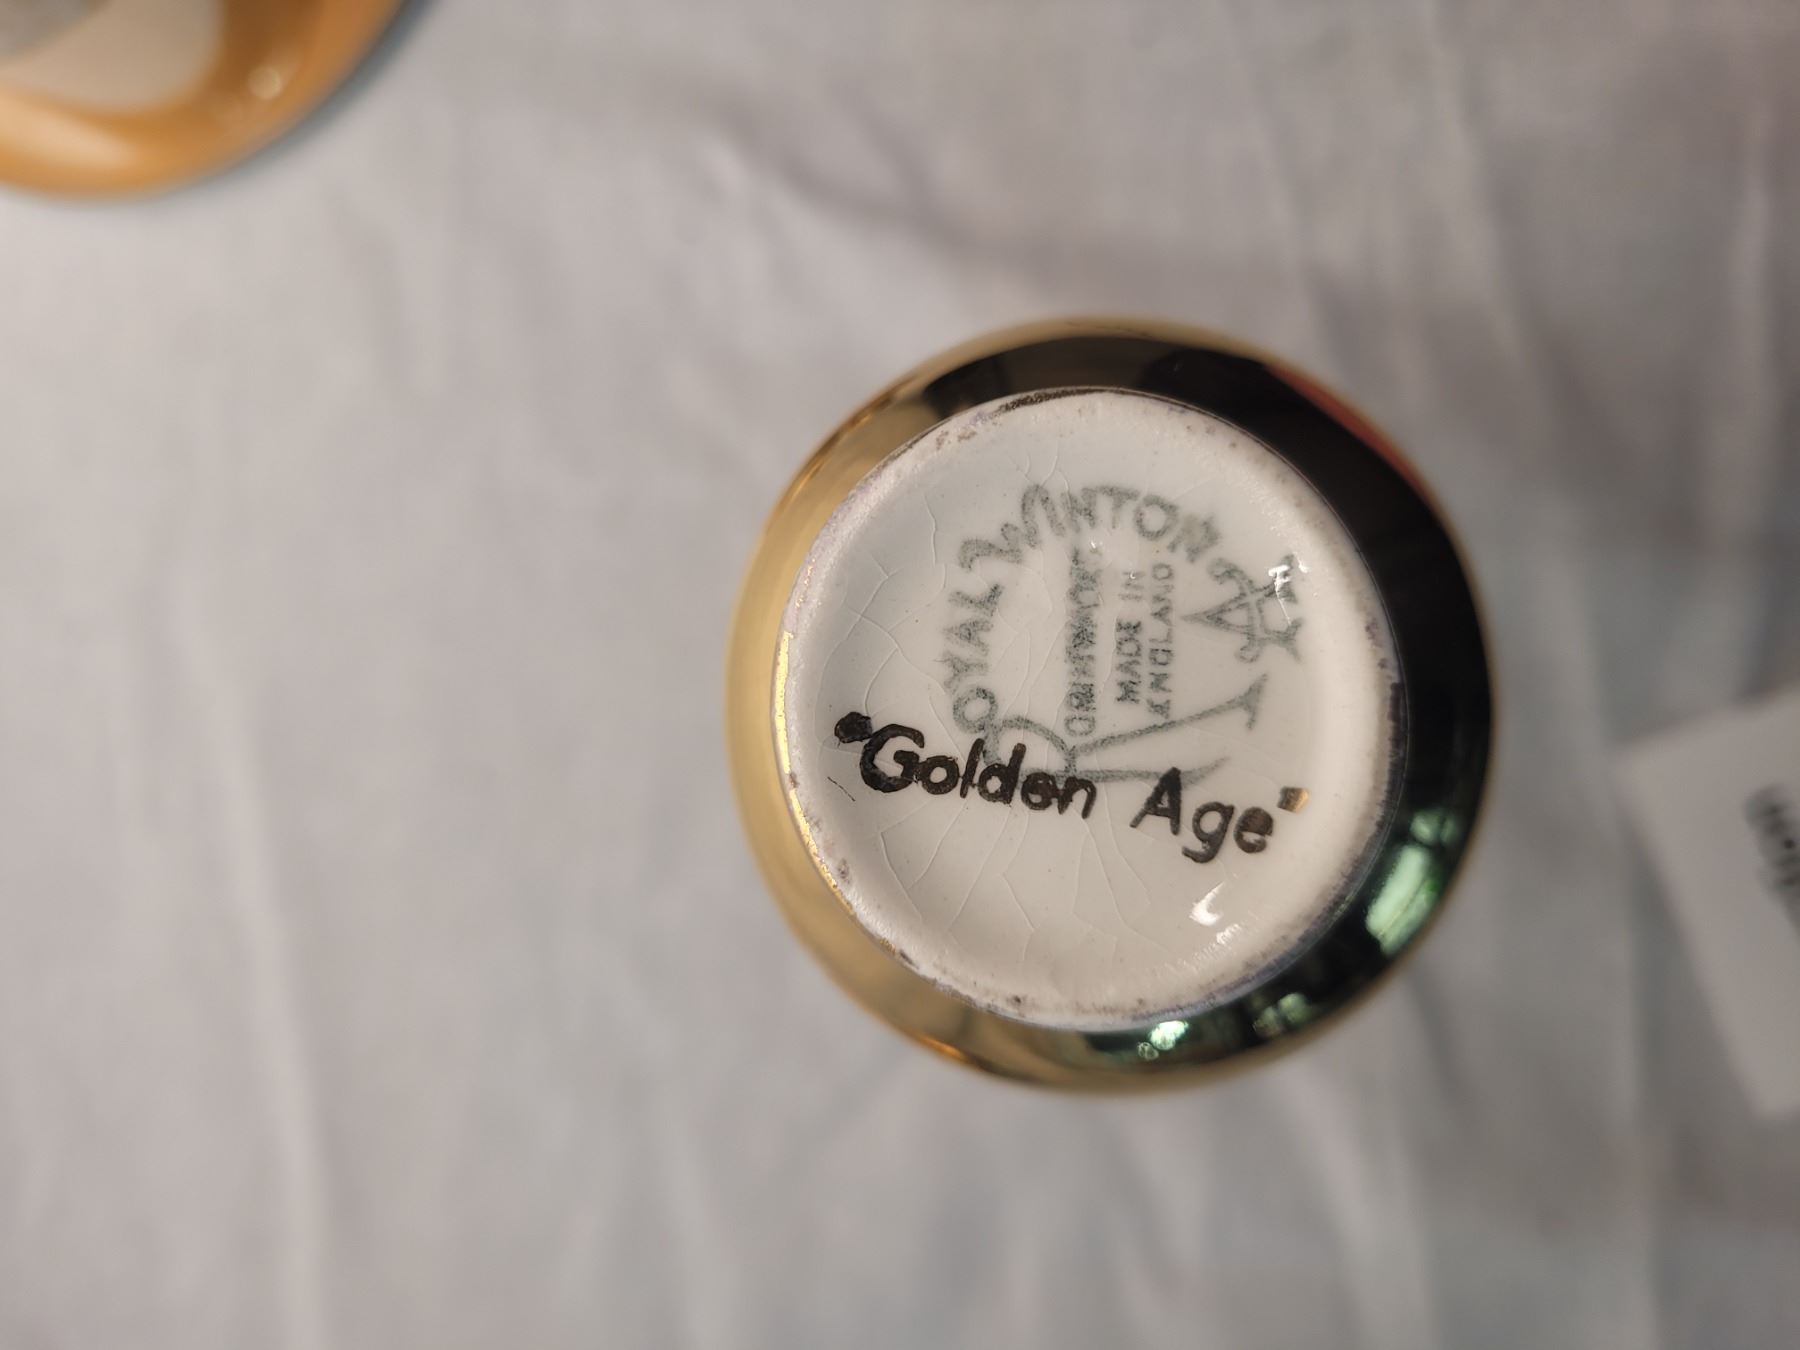 ROYAL WINTON
GRIMWADES
MADE IN
ENGLAND
"Golden Age"